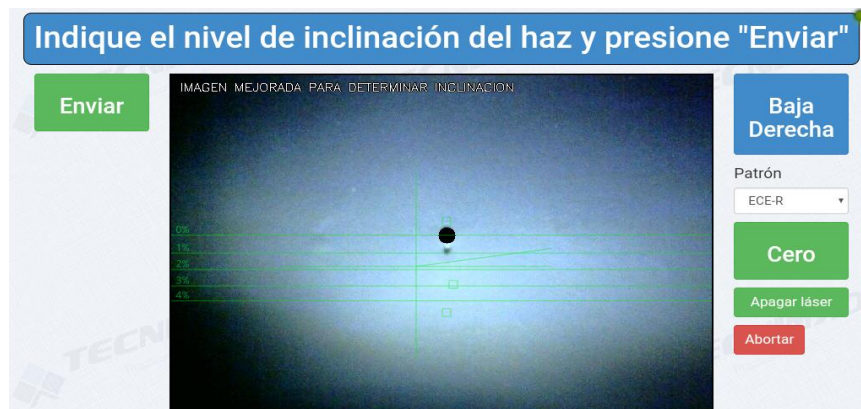 Indique el nivel de inclinación del haz y presione "Enviar"
Enviar
IMAGEN MEJORADA PARA DETERMINAR INCLINACION
0%
1%
2%
3%
4%
Baja
Derecha
Patrón
ECE-R
Cero
Apagar láser
Abortar